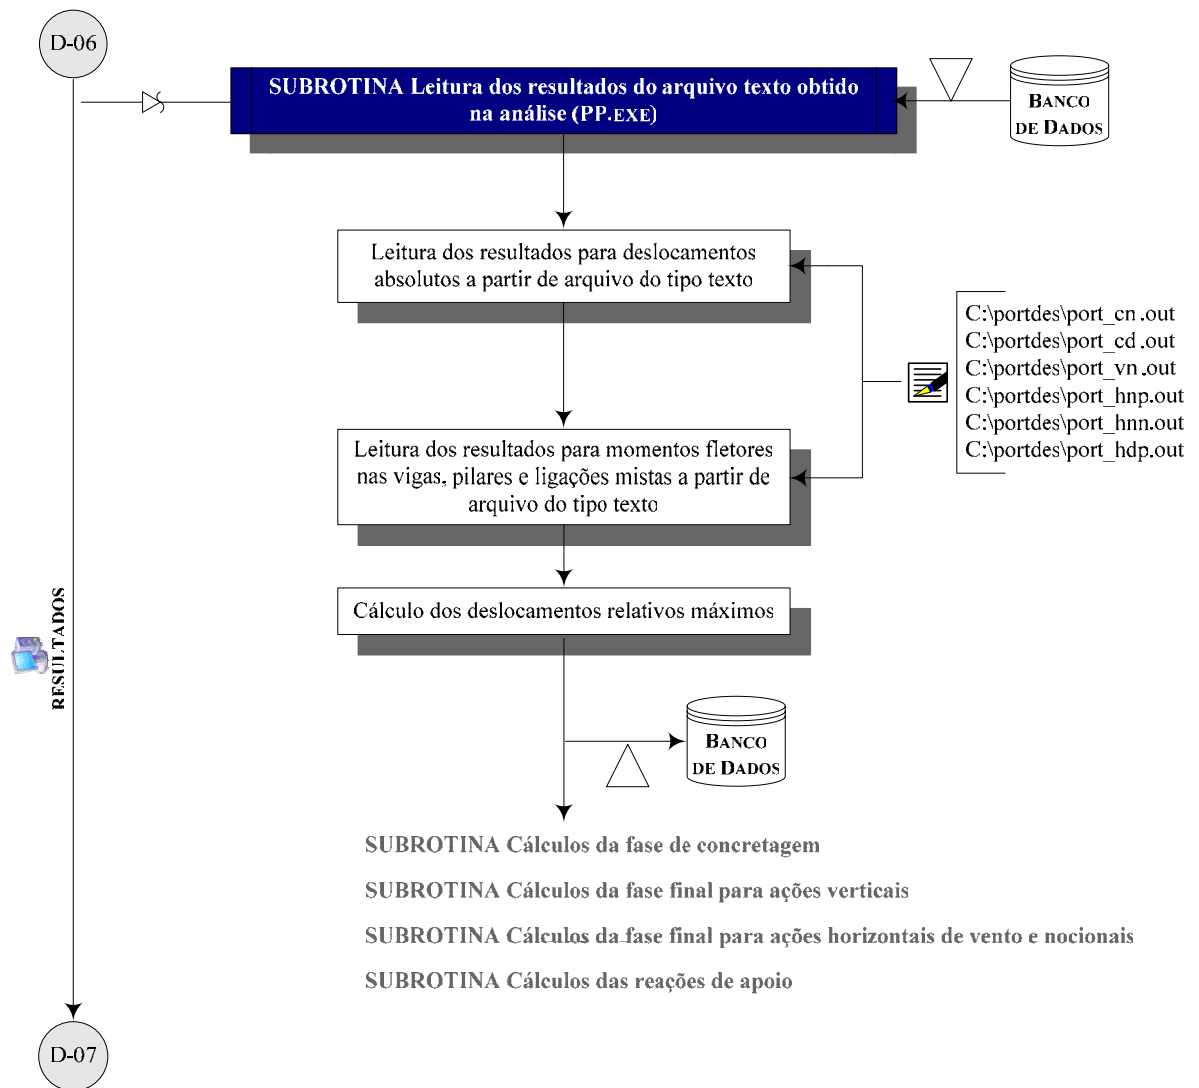 D-06
SUBROTINA Leitura dos resultados do arquivo texto obtido
na análise (PP.EXE)
BANCO
DE DADOS
Leitura dos resultados para deslocamentos
absolutos a partir de arquivo do tipo texto
C:\portdes\port_cn.out
C:\portdes\port_cd.out
C:\portdes\port_vn.out
C:\portdes\port_hnp.out
C:\portdes\port_hnn.out
C:\portdes\port_hdp.out
Leitura dos resultados para momentos fletores
nas vigas, pilares e ligações mistas a partir de
arquivo do tipo texto
Cálculo dos deslocamentos relativos máximos
RESULTADOS
BANCO
DE DADOS
SUBROTINA Cálculos da fase de concretagem
SUBROTINA Cálculos da fase final para ações verticais
SUBROTINA Cálculos da fase final para ações horizontais de vento e nocionais
SUBROTINA Cálculos das reações de apoio
D-07